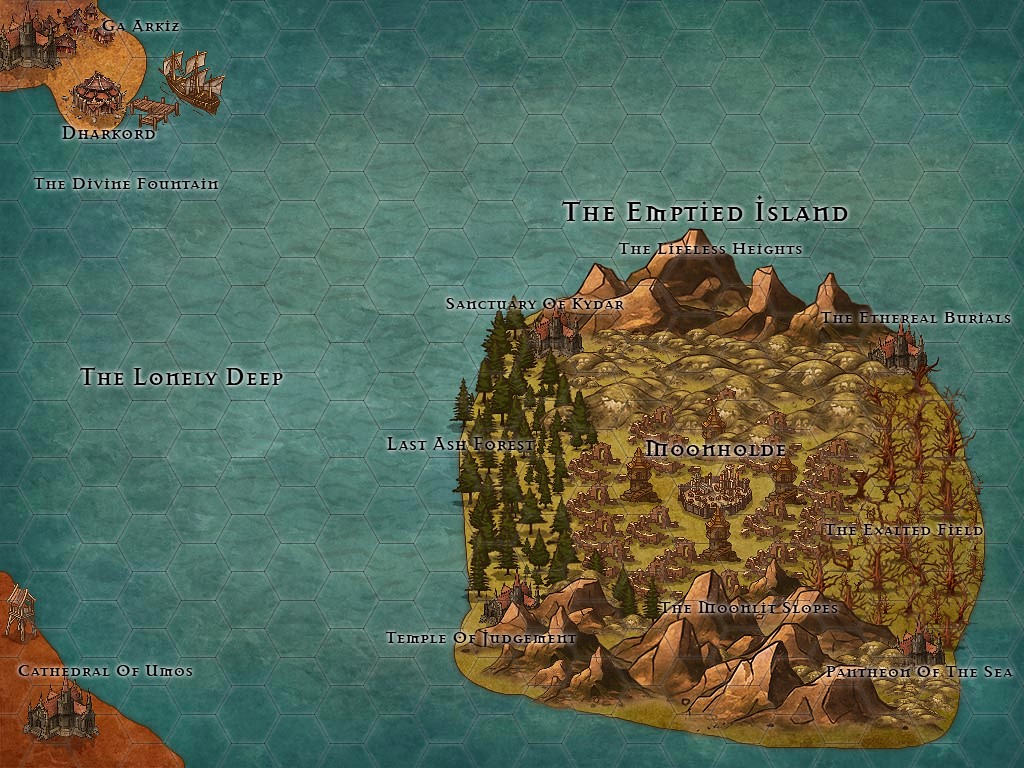 Ga Arkiz
Dharkord
The Divine Fountain
The Emptied Island
The Lifeless Heights
Sanctuary Of Kydar
The Ethereal Burials
The Lonely Deep
Last Ash Forest
Moonholde
The Exalted Field
The Moonlit Slopes
Temple Of Judgement
Cathedral Of Umos
Pantheon Of The Sea